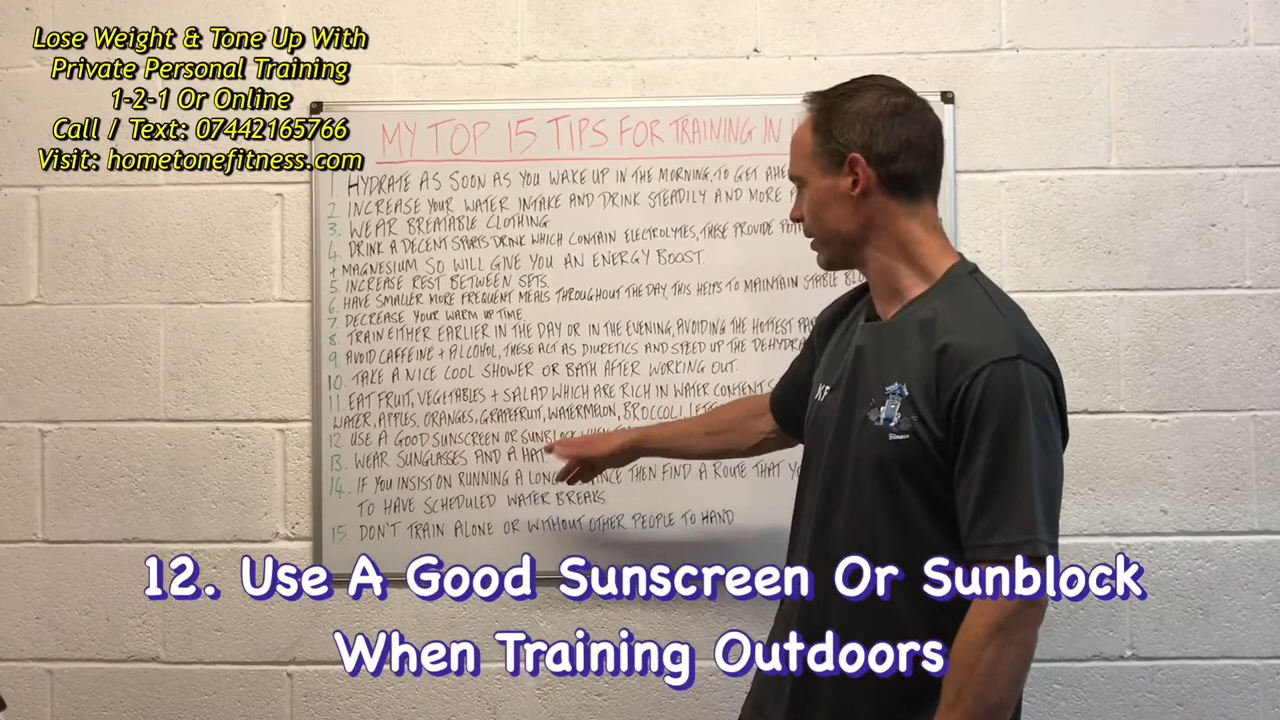 Lose Weight & Tone Up With
Private Personal Training
1-2-1 Or Online
Call / Text: 07442165766
Visit: hometonefitness.com
MY TOP 15 TIPS FOR TRAINING IN
1. HYDRATE AS SOON AS YOU WAKE UP IN THE MORNING, TO GET
2 INCREASE YOUR WATER INTAKE AND DRINK STEADILY AND MORE
3. WEAR BREATABLE CLOTHING
4. DRINK A DECENT SPORTS DRINK WHICH CONTAIN ELECTROLYTES, THESE PROVIDE
+ MAGNESIUM SO WILL GIVE YOU AN ENERGY BOOST.
5. INCREASE REST BETWEEN SETS.
6. HAVE SMALLER MORE FREQUENT MEALS THROUGHOUT THE DAY, THIS HELPS TO MAINTAIN STABLE
7. DECREASE YOUR WARM UP TIME
8. TRAIN EITHER EARLIER IN THE DAY OR IN THE EVENING, AVOIDING THE HOTTEST
9 AVOID CAFFEINE + ALCOHOL, THESE ACT AS DIURETICS AND SPEED UP THE
10. TAKE A NICE COOL SHOWER OR BATH AFTER WORKING OUT.
11 EAT FRUIT, VEGETABLES + SALAD WHICH ARE RICH IN WATER CONTENT
WATER, APPLES, ORANGES, GRAPEFRUIT, WATERMELON, BROCCOLI,
12 USE A GOOD SUNSCREEN OR SUNBLOCK WHEN
13. WEAR SUNGLASSES AND A HAT
14. IF YOU INSIST ON RUNNING A LONG THEN FIND A ROUTE THAT
TO HAVE SCHEDULED WATER BREAKS
15. DON'T TRAIN ALONE OR WITHOUT OTHER PEOPLE TO HAND
KF
Fitness
12. Use A Good Sunscreen Or Sunblock
When Training Outdoors